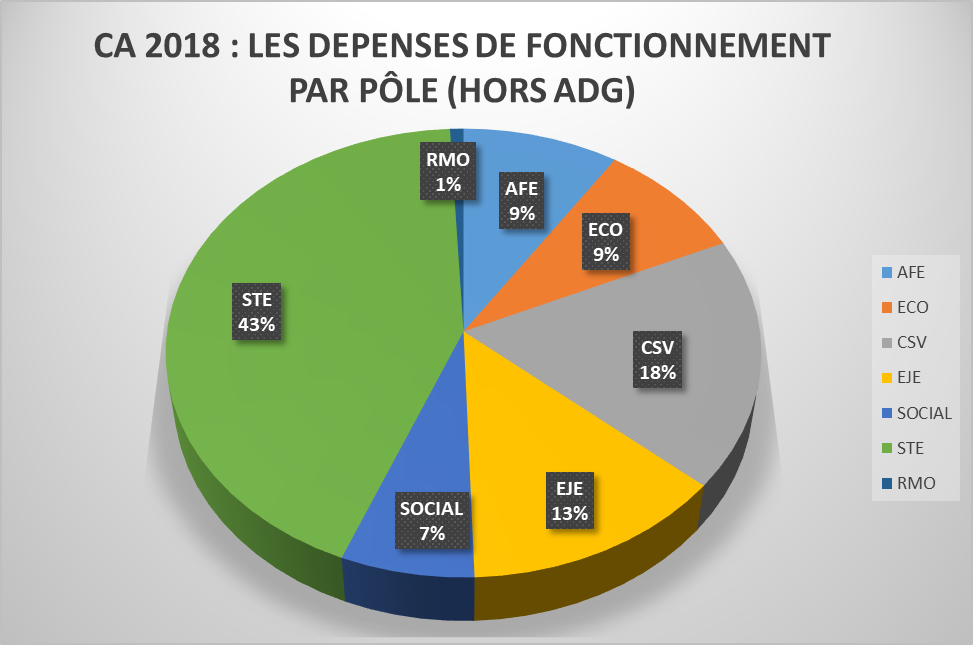 CA 2018 : LES DEPENSES DE FONCTIONNEMENT
PAR PÔLE (HORS ADG)
RMO
1%
AFE
9%
ECO
9%
STE
43%
CSV
18%
EJE
13%
SOCIAL
7%
AFE
ECO
CSV
EJE
SOCIAL
STE
RMO